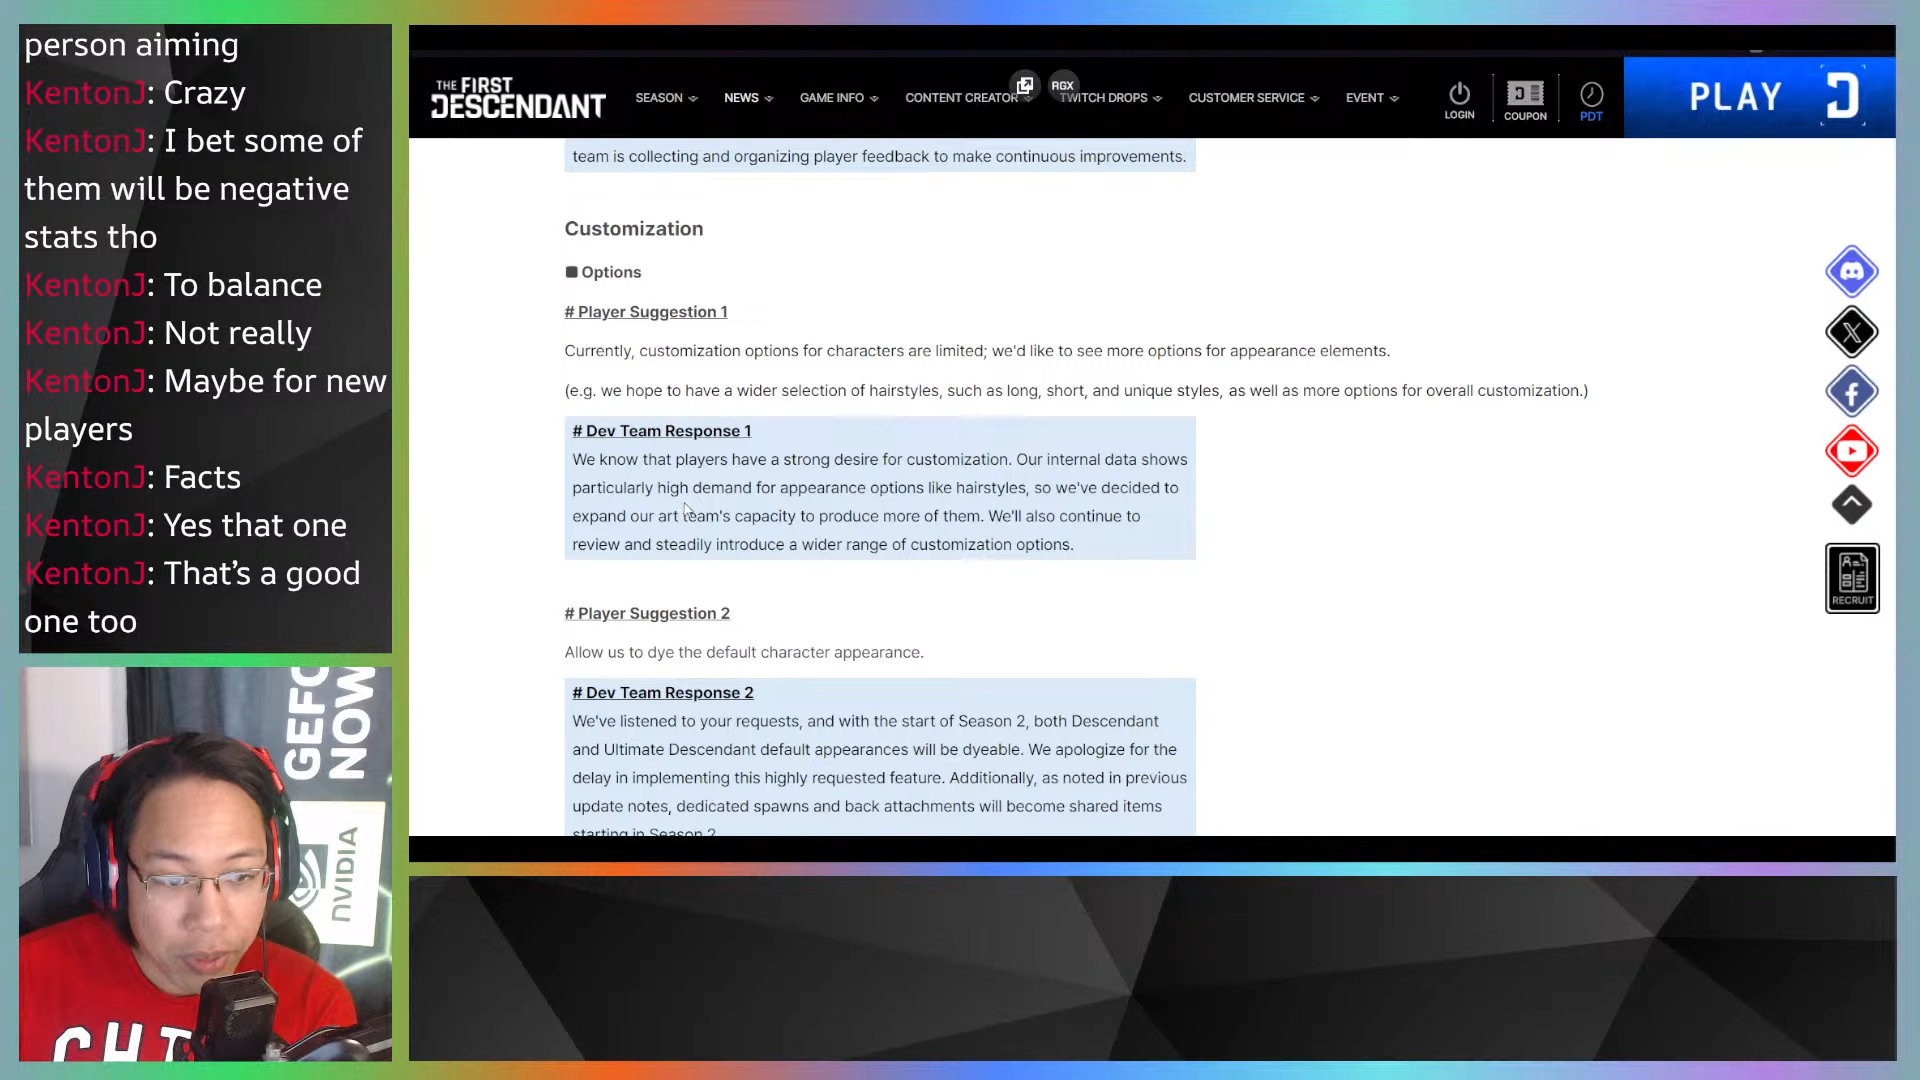 person aiming
KentonJ: Crazy
KentonJ: I bet some of
them will be negative
stats tho
KentonJ: To balance
KentonJ: Not really
KentonJ: Maybe for new
players
KentonJ: Facts
KentonJ: Yes that one
KentonJ: That's a good
one too
THE FIRST
DESCENDANT
SEASON
NEWS
GAME INFO
CONTENT CREATOR
TWITCH DROPS
CUSTOMER SERVICE
EVENT
RGX
LOGIN
COUPON
PDT
PLAY
team is collecting and organizing player feedback to make continuous improvements.
Customization
Options
# Player Suggestion 1
Currently, customization options for characters are limited; we'd like to see more options for appearance elements.
(e.g. we hope to have a wider selection of hairstyles, such as long, short, and unique styles, as well as more options for overall customization.)
# Dev Team Response 1
We know that players have a strong desire for customization. Our internal data shows
particularly high demand for appearance options like hairstyles, so we've decided to
expand our art team's capacity to produce more of them. We'll also continue to
review and steadily introduce a wider range of customization options.
# Player Suggestion 2
Allow us to dye the default character appearance.
# Dev Team Response 2
We've listened to your requests, and with the start of Season 2, both Descendant
and Ultimate Descendant default appearances will be dyeable. We apologize for the
delay in implementing this highly requested feature. Additionally, as noted in previous
update notes, dedicated spawns and back attachments will become shared items
starting in Season 2
RECRUIT
NOW
NVIDIA